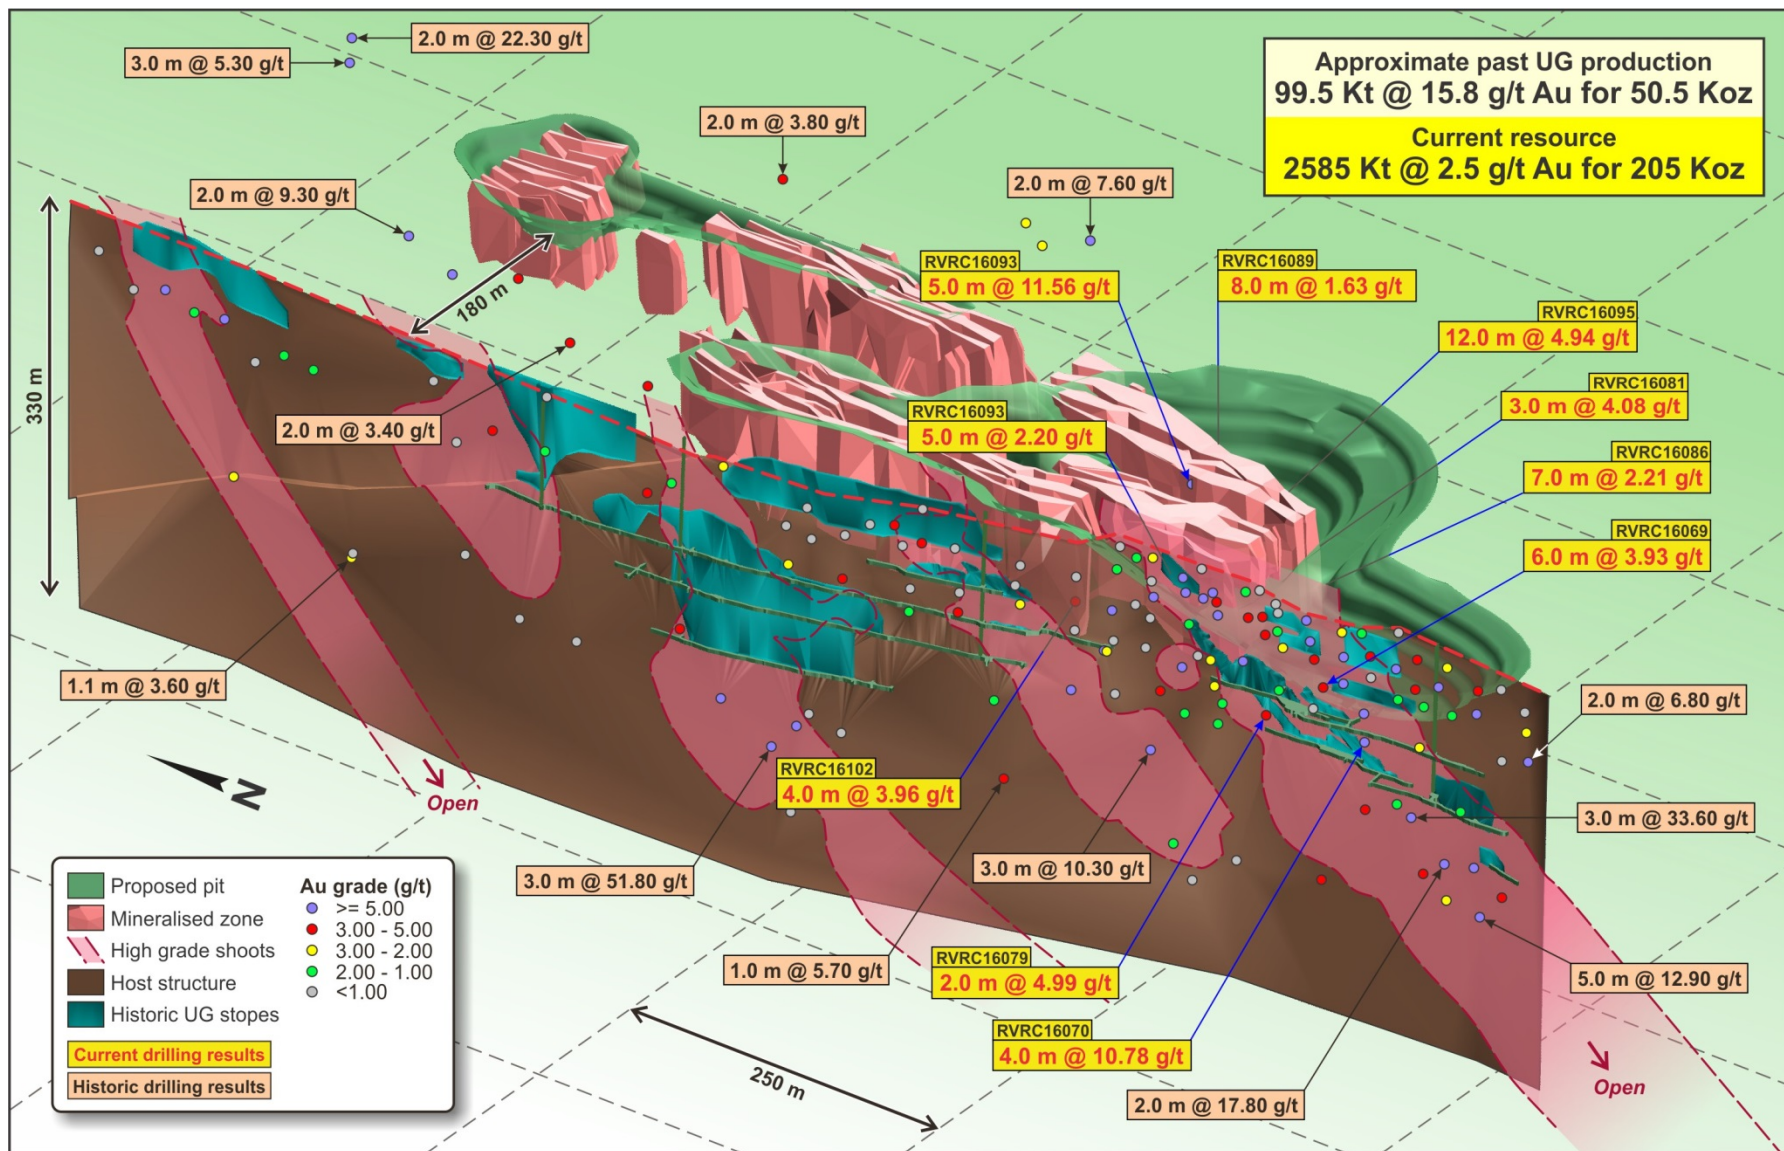 2.0 m @ 22.30 g/t
3.0 m @ 5.30 g/t
Approximate past UG production
99.5 Kt @ 15.8 g/t Au for 50.5 Koz
Current resource
2585 Kt @ 2.5 g/t Au for 205 Koz
2.0 m @ 3.80 g/t
2.0 m @ 9.30 g/t
2.0 m @ 7.60 g/t
180 m
330 m
RVRC16093
5.0 m @ 11.56 g/t
RVRC16089
8.0 m @ 1.63 g/t
RVRC16095
12.0 m @ 4.94 g/t
RVRC16081
3.0 m @ 4.08 g/t
2.0 m @ 3.40 g/t
RVRC16093
5.0 m @ 2.20 g/t
RVRC16086
7.0 m @ 2.21 g/t
RVRC16069
6.0 m @ 3.93 g/t
1.1 m @ 3.60 g/t
2.0 m @ 6.80 g/t
N
Open
RVRC16102
4.0 m @ 3.96 g/t
3.0 m @ 33.60 g/t
3.0 m @ 51.80 g/t
3.0 m @ 10.30 g/t
1.0 m @ 5.70 g/t
RVRC16079
2.0 m @ 4.99 g/t
5.0 m @ 12.90 g/t
RVRC16070
4.0 m @ 10.78 g/t
250 m
2.0 m @ 17.80 g/t
Open
Proposed pit
Mineralised zone
High grade shoots
Host structure
Historic UG stopes
Current drilling results
Historic drilling results
Au grade (g/t)
>= 5.00
3.00 - 5.00
3.00 - 2.00
2.00 - 1.00
<1.00